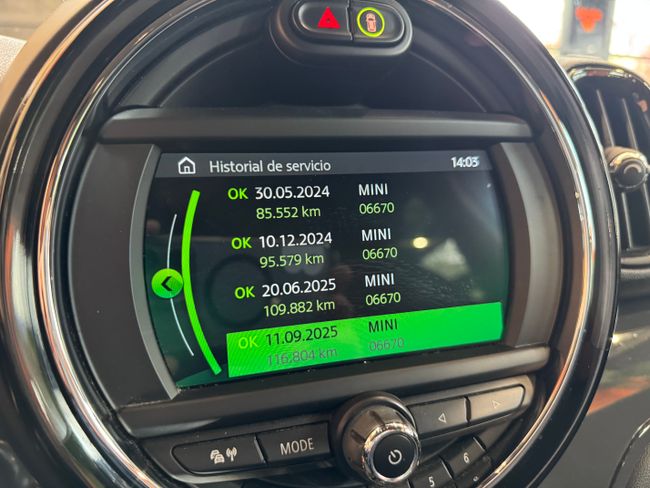 Historial de servicio 14:03
OK 30.05.2024 MINI
85.552 km 06670
OK 10.12.2024 MINI
95.579 km 06670
OK 20.06.2025 MINI
109.882 km 06670
OK 11.09.2025 MINI
116.804 km 06670
MODE
5 6